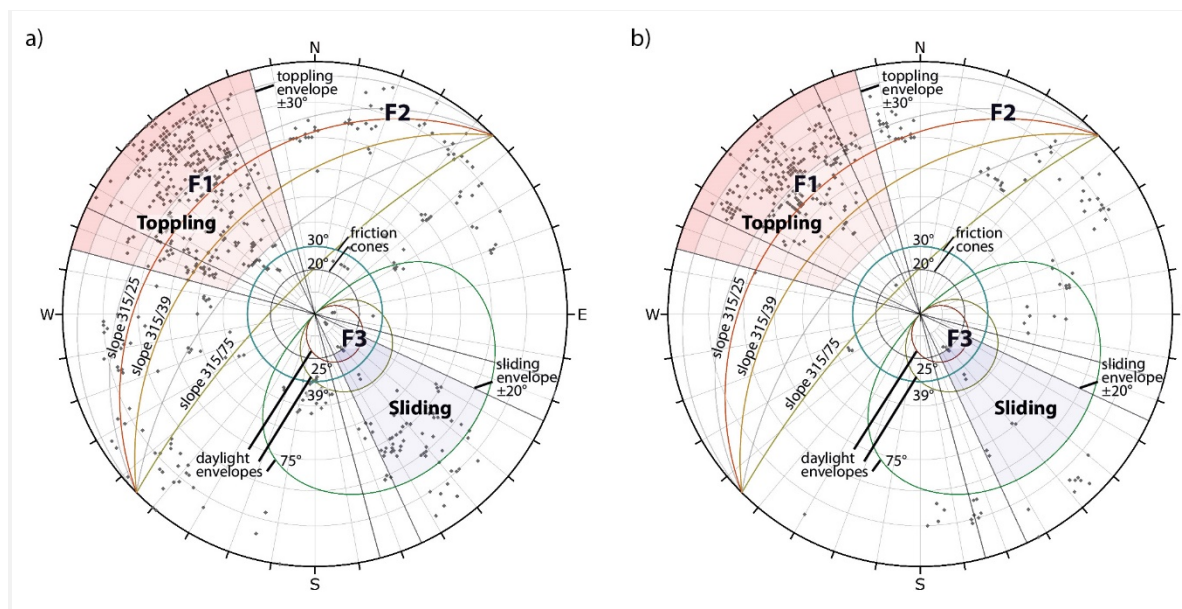 a)
N
toppling
envelope
±30°
F2
F1
Toppling
friction
cones
30°
20°
W
E
slope 315/25
slope 315/39
slope 315/75
F3
25°
39°
sliding
envelope
±20°
Sliding
daylight
envelopes
75°
S
b)
N
toppling
envelope
±30°
F2
F1
Toppling
friction
cones
30°
20°
W
slope 315/25
slope 315/39
slope 315/75
F3
25°
39°
sliding
envelope
±20°
Sliding
daylight
envelopes
75°
S